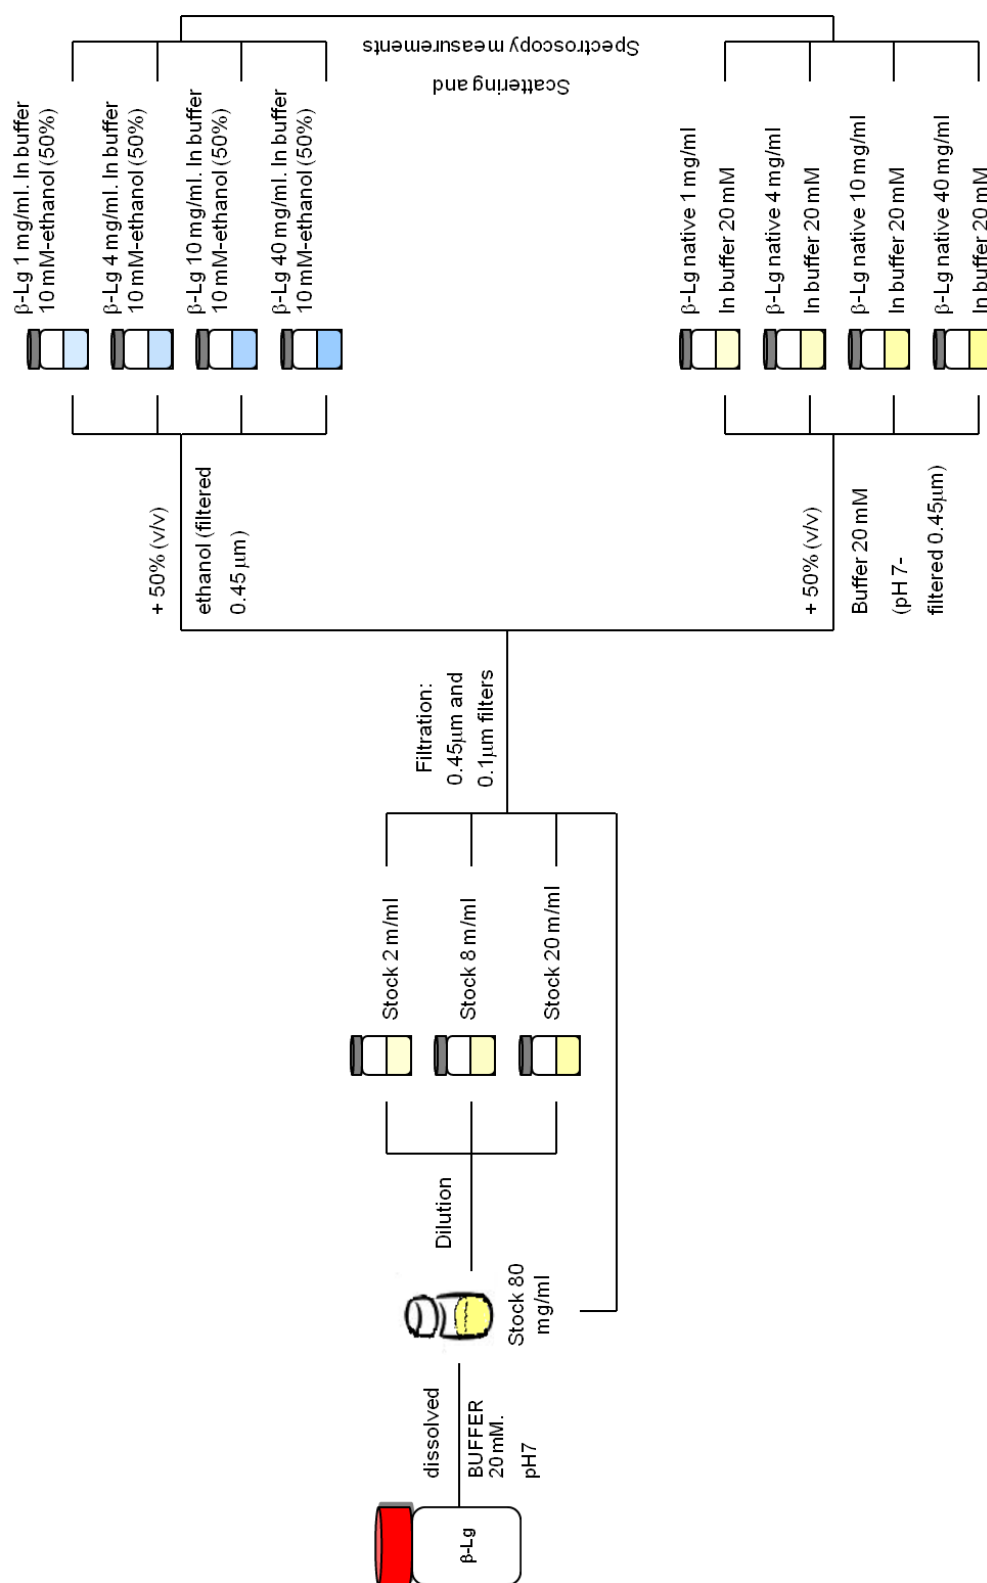 β-Lg
dissolved
BUFFER
20 mM.
pH7
Stock 80
mg/ml
Dilution
Stock 2 m/ml
Stock 8 m/ml
Stock 20 m/ml
Filtration:
0.45μm and
0.1μm filters
+ 50% (v/v)
ethanol (filtered
0.45μm)
+ 50% (v/v)
Buffer 20 mM
(pH 7-
filtered 0.45μm)
β-Lg 1 mg/ml. In buffer
10 mM-ethanol (50%)
β-Lg 4 mg/ml. In buffer
10 mM-ethanol (50%)
β-Lg 10 mg/ml. In buffer
10 mM-ethanol (50%)
β-Lg 40 mg/ml. In buffer
10 mM-ethanol (50%)
β-Lg native 1 mg/ml
In buffer 20 mM
β-Lg native 4 mg/ml
In buffer 20 mM
β-Lg native 10 mg/ml
In buffer 20 mM
β-Lg native 40 mg/ml
In buffer 20 mM
Scattering and
Spectroscopy measurements